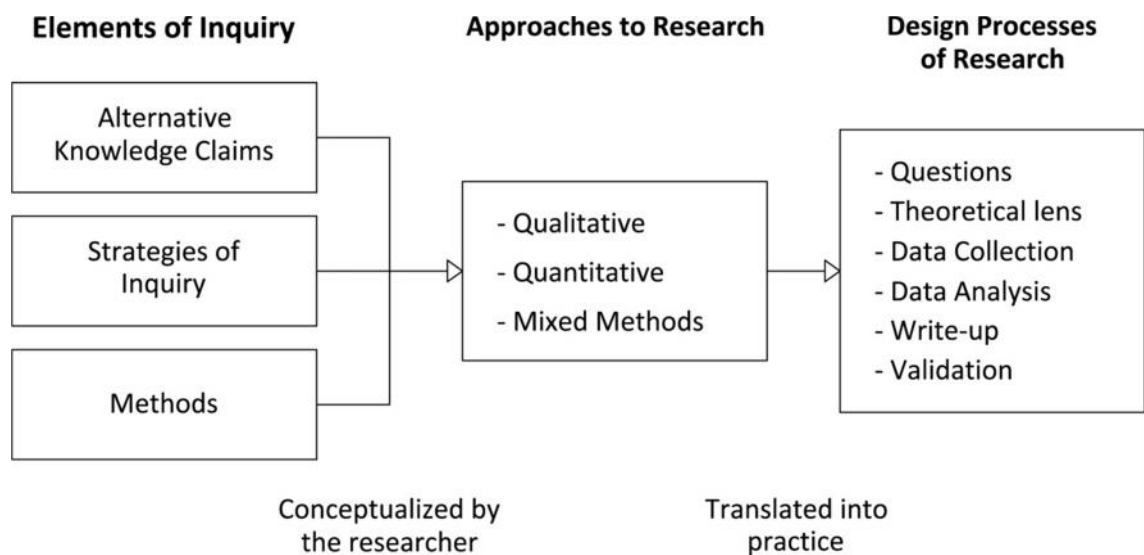 Elements of Inquiry
Approaches to Research
Design Processes
of Research
Alternative
Knowledge Claims
Strategies of
Inquiry
Methods
- Qualitative
- Quantitative
- Mixed Methods
- Questions
- Theoretical lens
- Data Collection
- Data Analysis
- Write-up
- Validation
Conceptualized by
the researcher
Translated into
practice